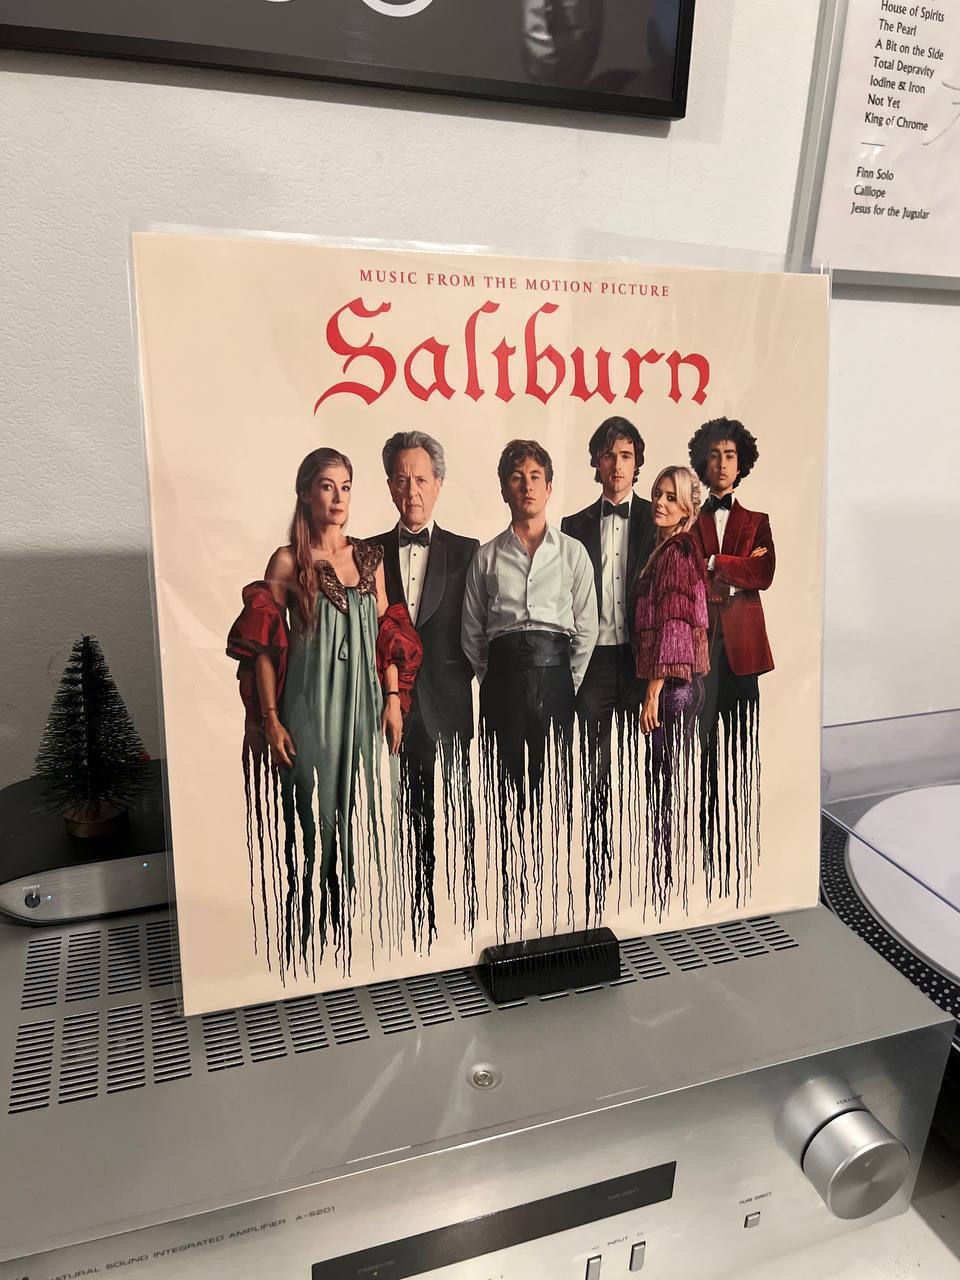 House of Spirits
The Pearl
A Bit on the Side
Total Depravity
Iodine & Iron
Not Yet
King of Chrome
Finn Solo
Calliope
Jesus for the Jugular
MUSIC FROM THE MOTION PICTURE
Saltburn
POWER
VOLUME
PURE DIRECT
NATURAL SOUND INTEGRATED AMPLIFIER A-S201
INPUT